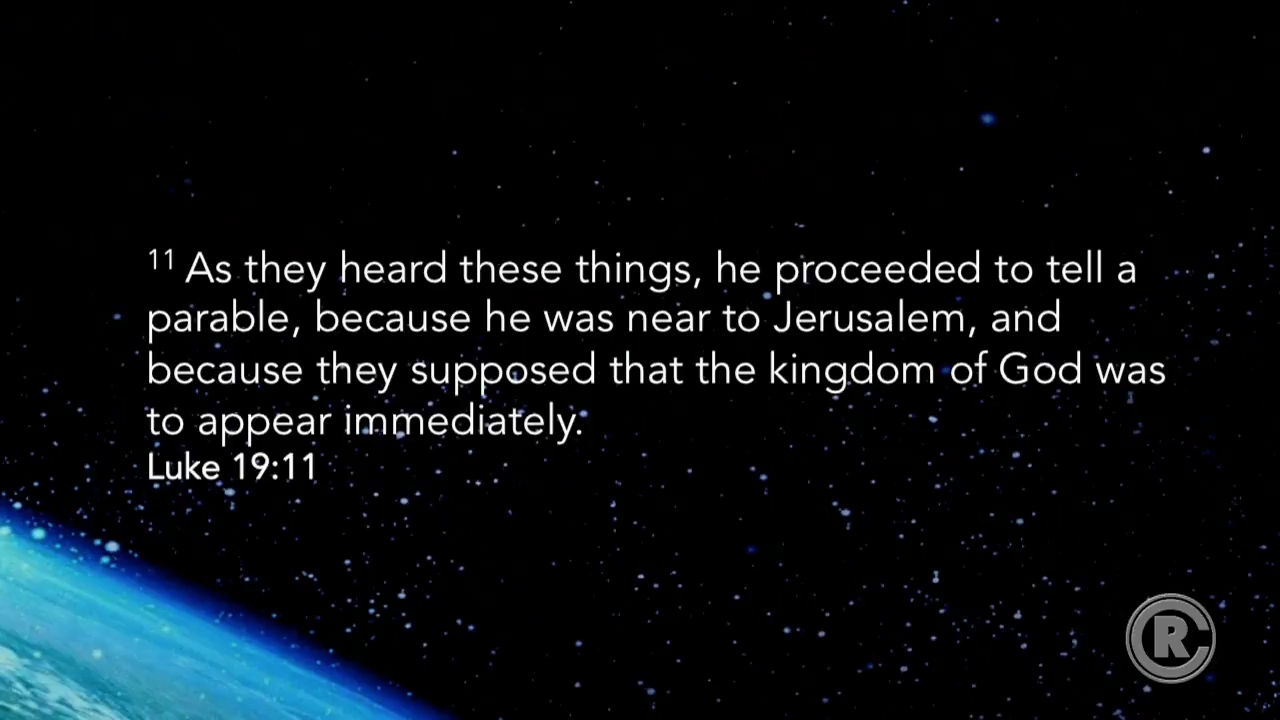 11 As they heard these things, he proceeded to tell a
parable, because he was near to Jerusalem, and
because they supposed that the kingdom of God was
to appear immediately.
Luke 19:11
CR